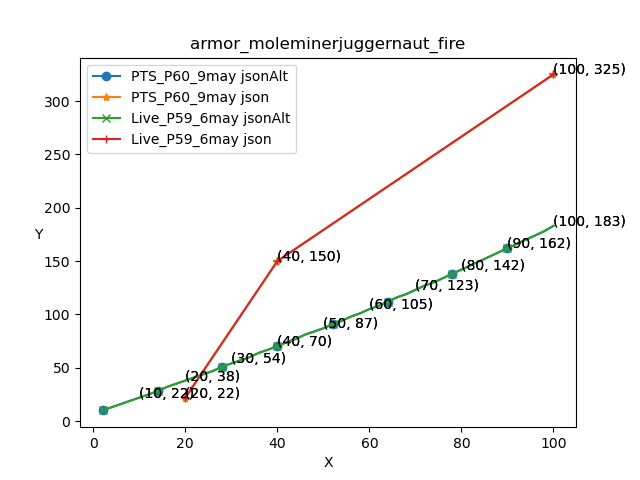 armor_moleminerjuggernaut_fire
PTS_P60_9may jsonAlt
PTS_P60_9may json
Live_P59_6may jsonAlt
Live_P59_6may json
(100, 325)
(100, 183)
(90, 162)
(80, 142)
(70, 123)
(60, 105)
(50, 87)
(40, 150)
(40, 70)
(30, 54)
(20, 38)
(10, 22)
(20, 22)
Y
300
250
200
150
100
50
0
0 20 40 60 80 100
X